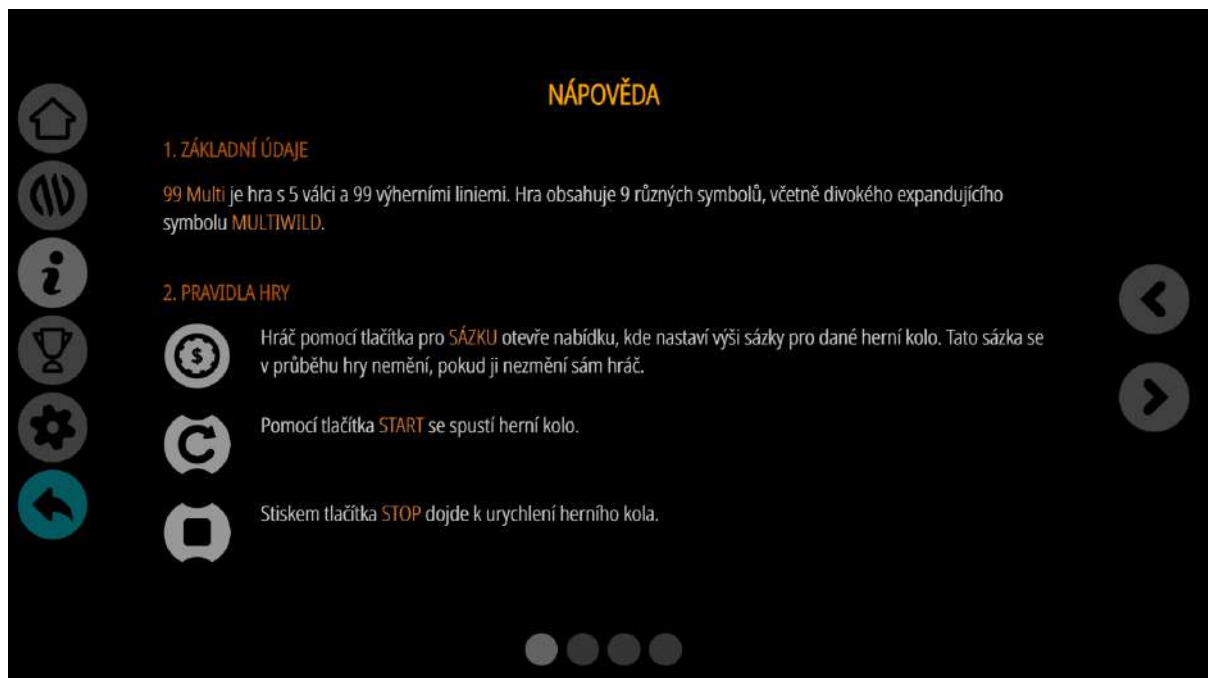 NÁPOVĚDA
1. ZÁKLADNÍ ÚDAJE
99 Multi je hra s 5 válci a 99 výherními liniemi. Hra obsahuje 9 různých symbolů, včetně divokého expandujícího
symbolu MULTIWILD.
2. PRAVIDLA HRY
Hráč pomocí tlačítka pro SÁZKU otevře nabídku, kde nastaví výši sázky pro dané herní kolo. Tato sázka se
v průběhu hry nemění, pokud ji nezmění sám hráč.
Pomocí tlačítka START se spustí herní kolo.
Stiskem tlačítka STOP dojde k urychlení herního kola.